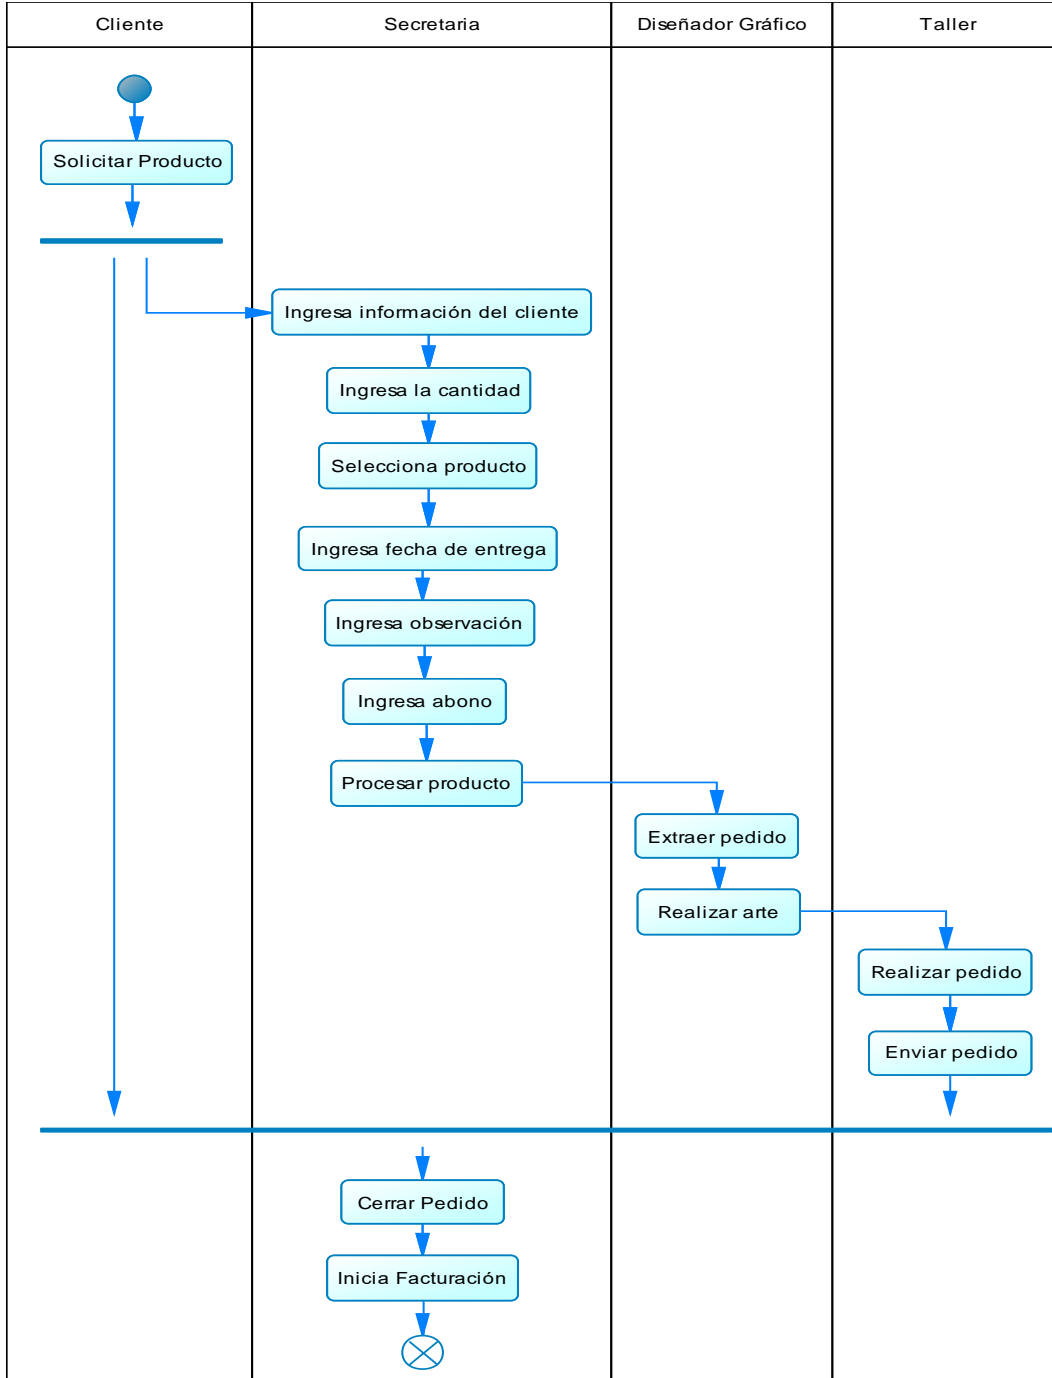 Cliente
Secretaria
Diseñador Gráfico
Taller
Solicitar Producto
Ingresa información del cliente
Ingresa la cantidad
Selecciona producto
Ingresa fecha de entrega
Ingresa observación
Ingresa abono
Procesar producto
Extraer pedido
Realizar arte
Realizar pedido
Enviar pedido
Cerrar Pedido
Inicia Facturación